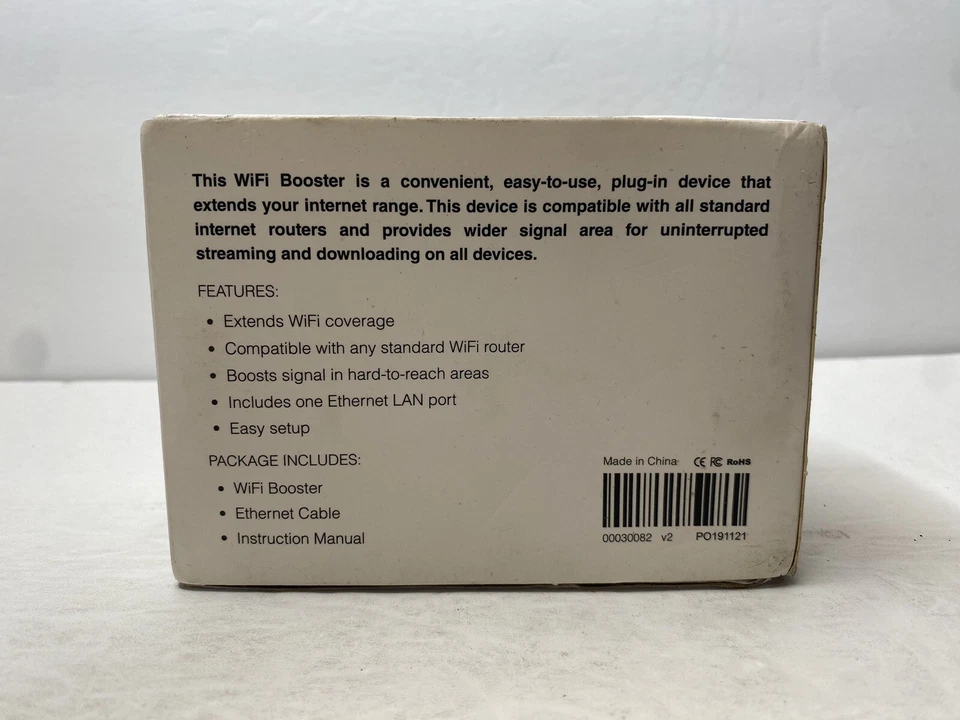 This WiFi Booster is a convenient, easy-to-use, plug-in device that
extends your internet range. This device is compatible with all standard
internet routers and provides wider signal area for uninterrupted
streaming and downloading on all devices.
FEATURES:
• Extends WiFi coverage
• Compatible with any standard WiFi router
• Boosts signal in hard-to-reach areas
• Includes one Ethernet LAN port
• Easy setup
PACKAGE INCLUDES:
• WiFi Booster
• Ethernet Cable
• Instruction Manual
Made in China CE FC RoHS
00030082 v2 PO191121